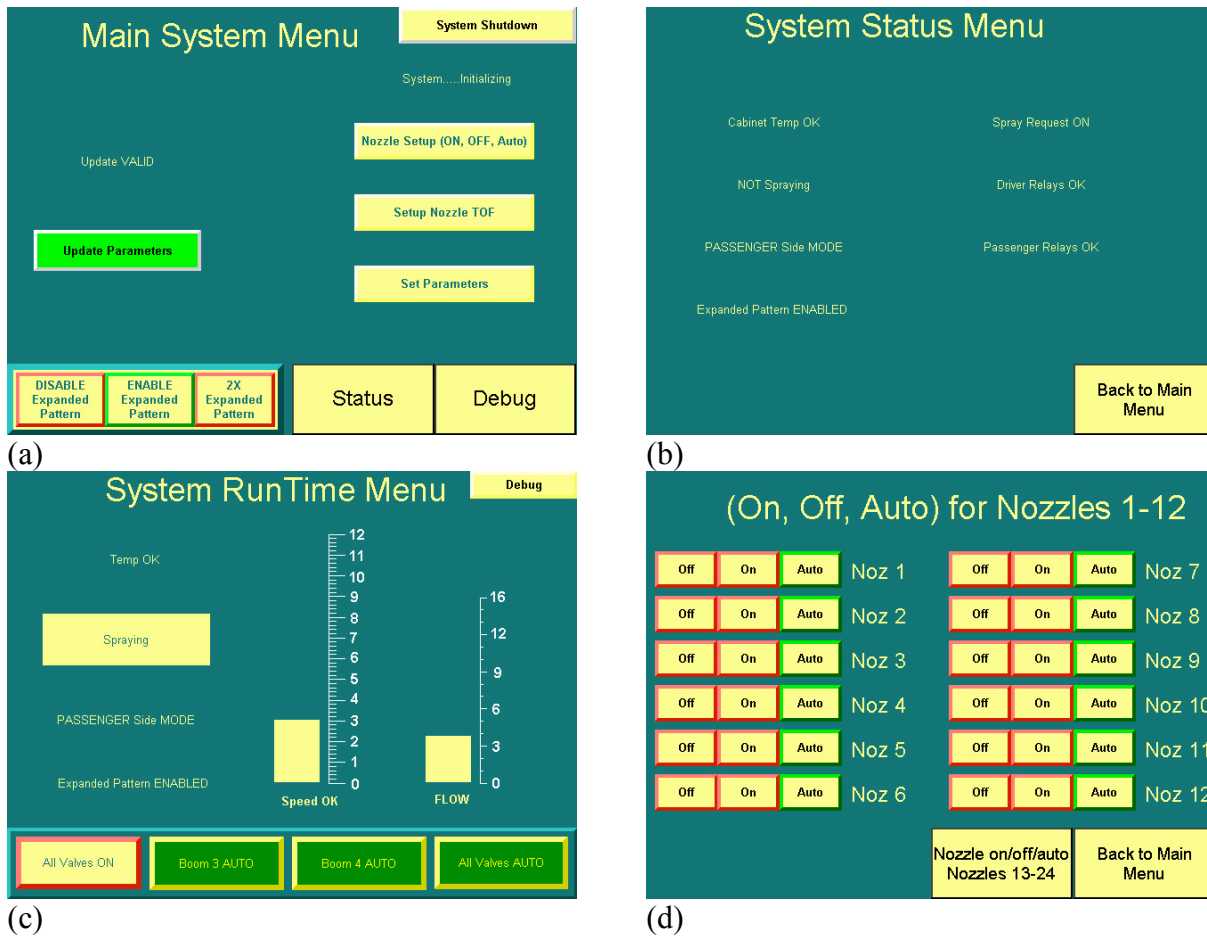 Main System Menu
System Shutdown
System.....Initializing
Nozzle Setup (ON, OFF, Auto)
Update VALID
Setup Nozzle TOF
Update Parameters
Set Parameters
DISABLE
Expanded
Pattern
ENABLE
Expanded
Pattern
2X
Expanded
Pattern
Status
Debug
(a)
System Status Menu
Cabinet Temp OK
Spray Request ON
NOT Spraying
Driver Relays OK
PASSENGER Side MODE
Passenger Relays OK
Expanded Pattern ENABLED
Back to Main
Menu
(b)
System RunTime Menu
Debug
Temp OK
Spraying
PASSENGER Side MODE
Expanded Pattern ENABLED
12
11
10
9
8
7
6
5
4
3
2
1
0
Speed OK
16
12
9
6
3
0
FLOW
All Valves ON
Boom 3 AUTO
Boom 4 AUTO
All Valves AUTO
(c)
(On, Off, Auto) for Nozzles 1-12
Off On Auto Noz 1 Off On Auto Noz 7
Off On Auto Noz 2 Off On Auto Noz 8
Off On Auto Noz 3 Off On Auto Noz 9
Off On Auto Noz 4 Off On Auto Noz 10
Off On Auto Noz 5 Off On Auto Noz 11
Off On Auto Noz 6 Off On Auto Noz 12
Nozzle on/off/auto
Nozzles 13-24
Back to Main
Menu
(d)